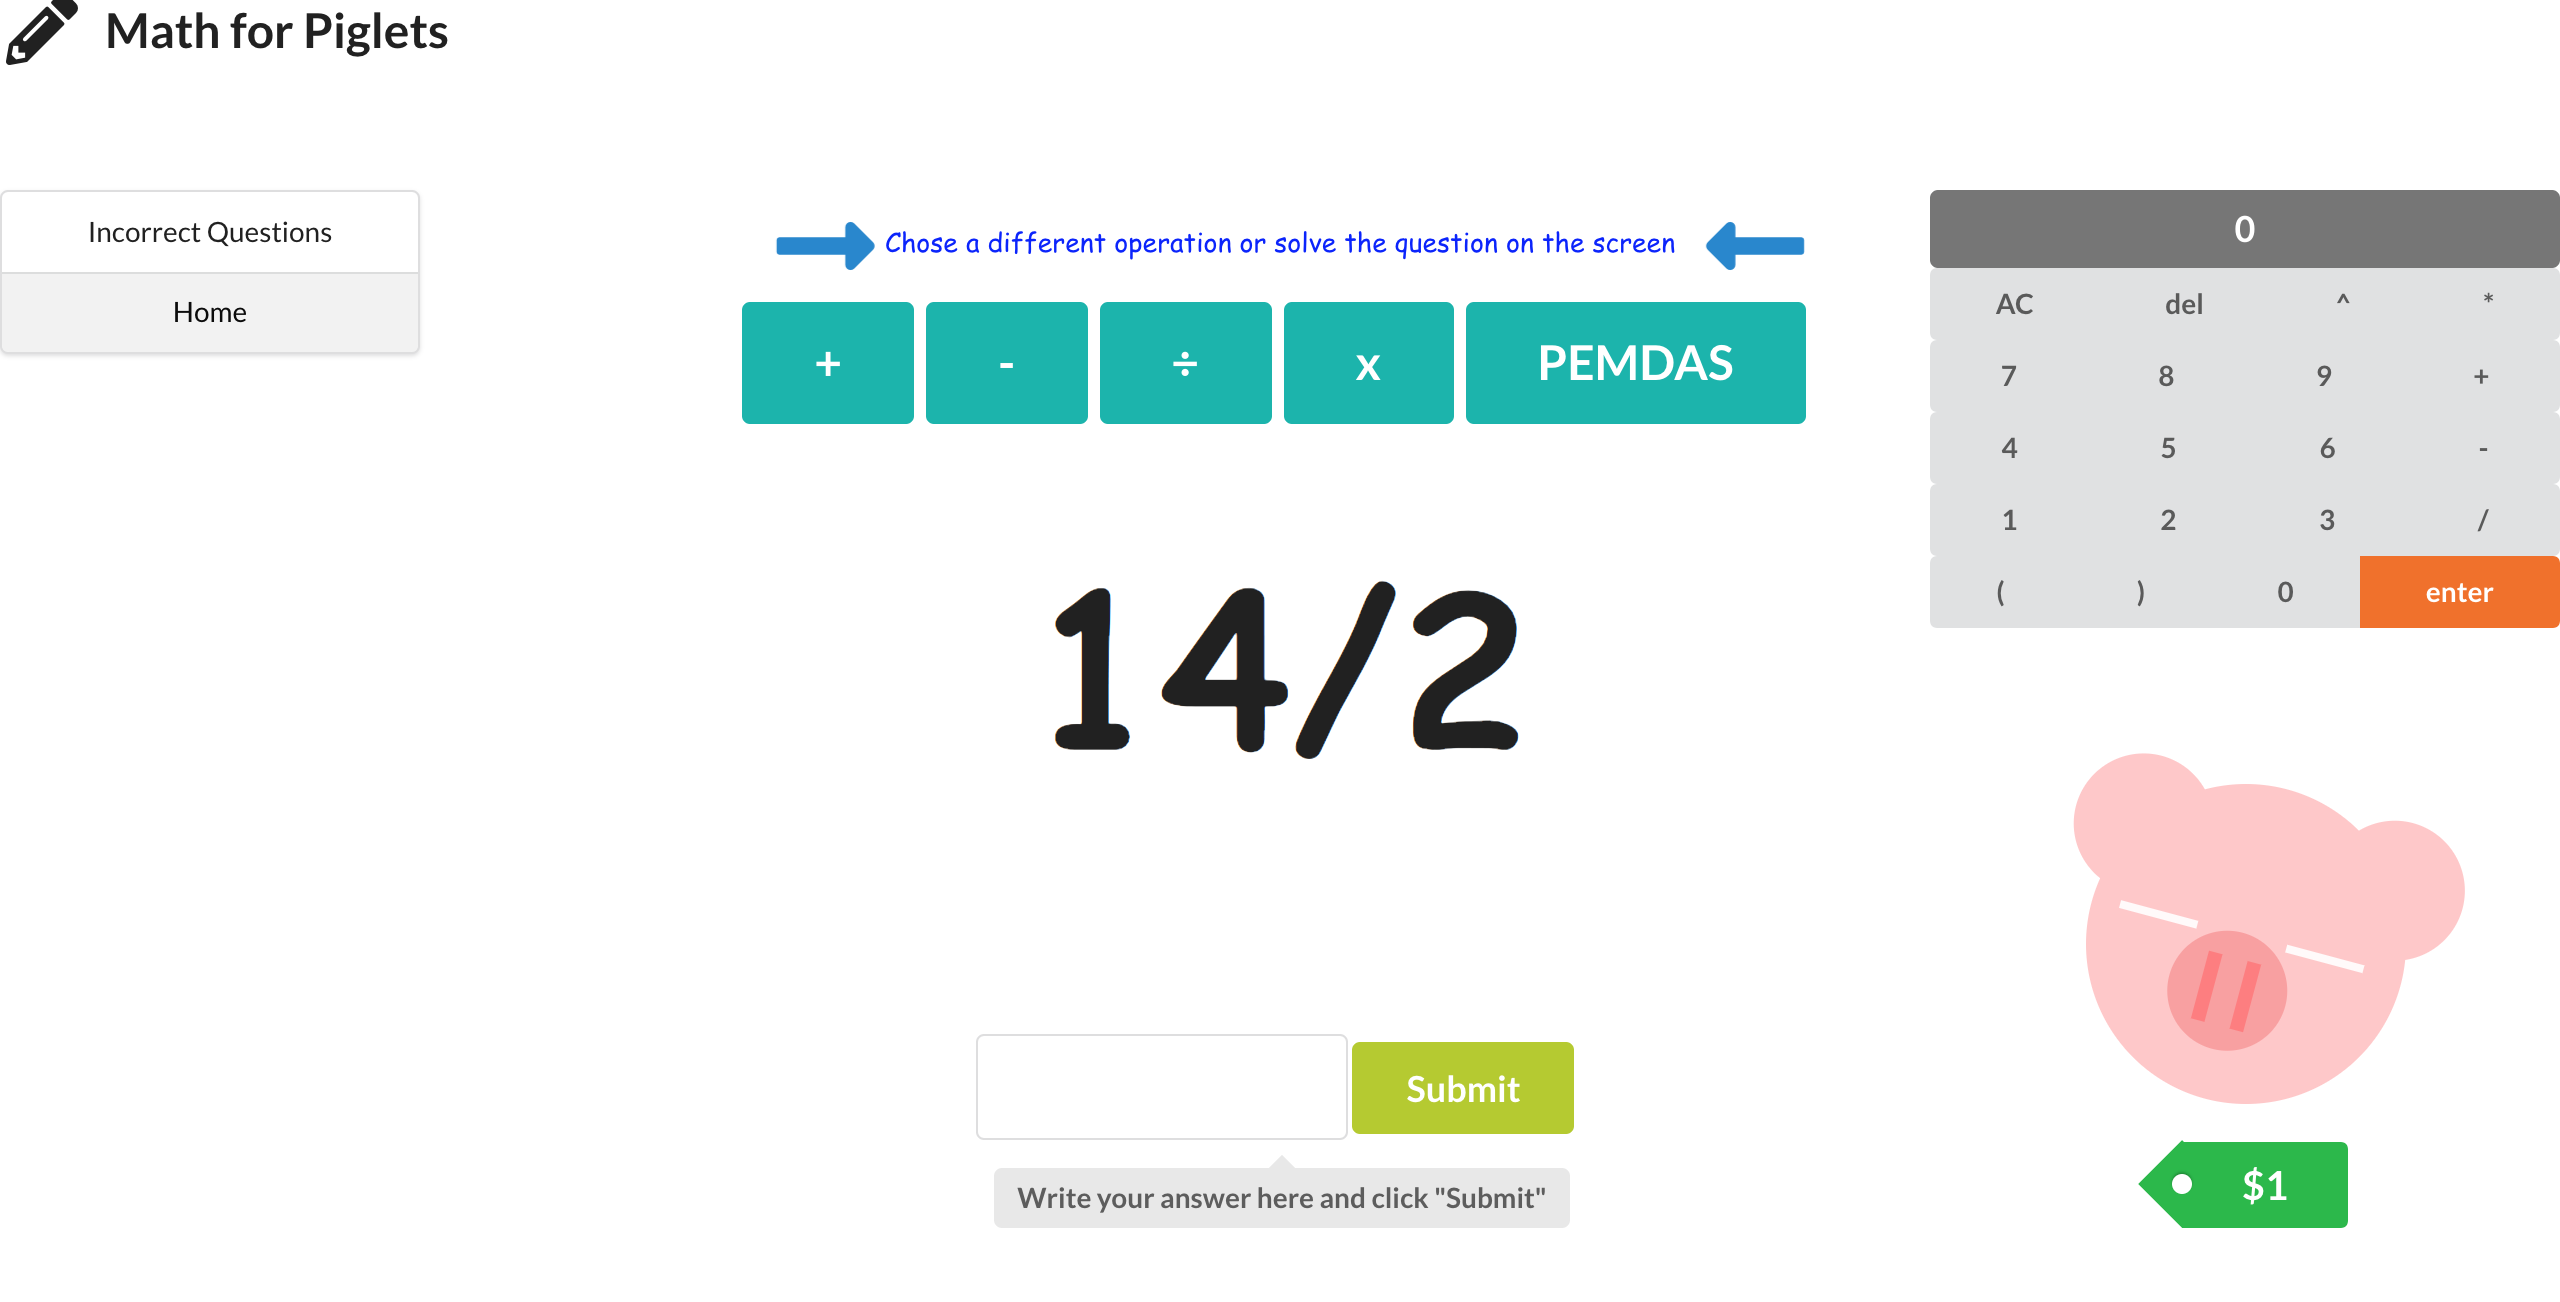 Math for Piglets
Incorrect Questions
Home
Chose a different operation or solve the question on the screen
+ - ÷ x PEMDAS
14/2
Submit
Write your answer here and click "Submit"
0
AC del ^ *
7 8 9 +
4 5 6 -
1 2 3 /
( ) 0 enter
$1